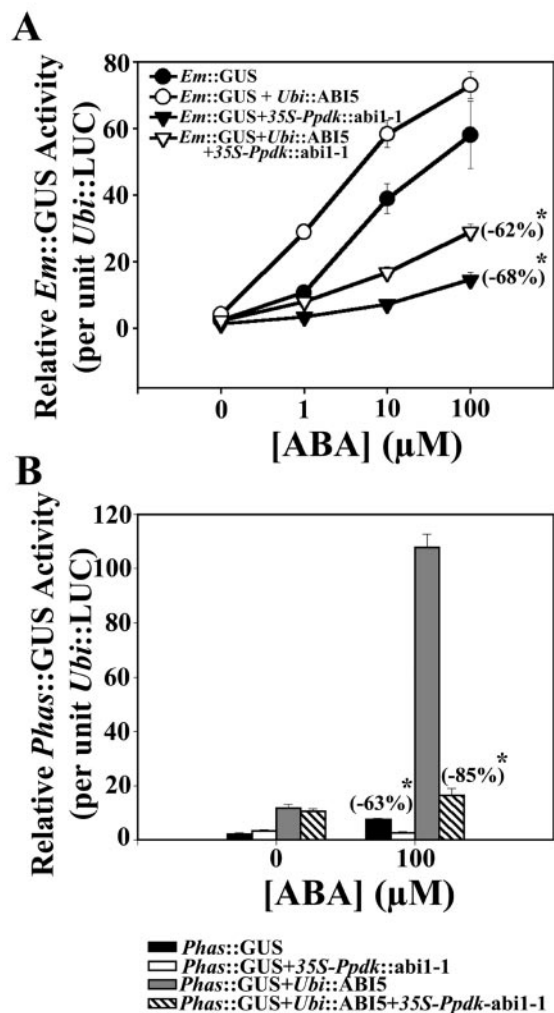 A
Relative Em::GUS Activity
(per unit Ubi::LUC)
80
60
40
20
0
Em::GUS
Em::GUS + Ubi::ABI5
Em::GUS+35S-Ppdk::abi1-1
Em::GUS+Ubi::ABI5
+35S-Ppdk::abi1-1
*
(-62%)
*
(-68%)
0 1 10 100
[ABA] (µM)
B
Relative Phas::GUS Activity
(per unit Ubi::LUC)
120
100
80
60
40
20
0
*
(-63%)
*
(-85%)
0 100
[ABA] (µM)
Phas::GUS
Phas::GUS+35S-Ppdk::abi1-1
Phas::GUS+Ubi::ABI5
Phas::GUS+Ubi::ABI5+35S-Ppdk-abi1-1